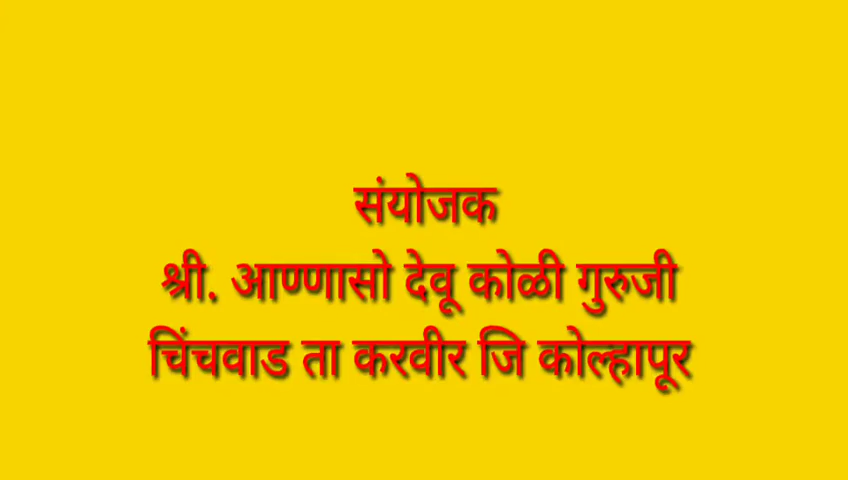 संयोजक
श्री. आण्णासो देवू कोळी गुरुजी
चिंचवाड ता करवीर जि कोल्हापूर